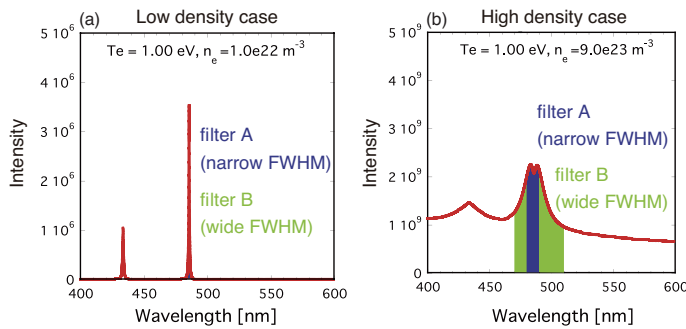 Low density case
(a)
Te = 1.00 eV, n_e=1.0e22 m^-3
5 10^6
4 10^6
3 10^6
2 10^6
1 10^6
0
Intensity
filter A
(narrow FWHM)
filter B
(wide FWHM)
400 450 500 550 600
Wavelength [nm]
High density case
(b)
Te = 1.00 eV, n_e=9.0e23 m^-3
5 10^9
4 10^9
3 10^9
2 10^9
1 10^9
0
Intensity
filter A
(narrow FWHM)
filter B
(wide FWHM)
400 450 500 550 600
Wavelength [nm]